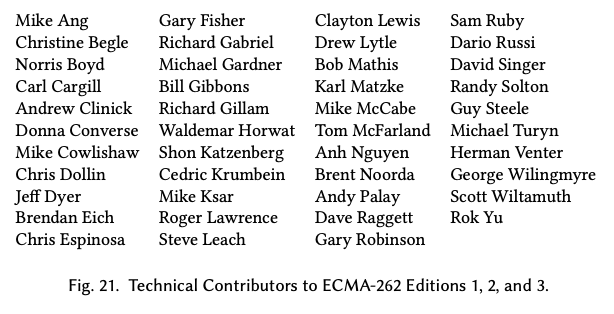 Mike Ang
Christine Begle
Norris Boyd
Carl Cargill
Andrew Clinick
Donna Converse
Mike Cowlishaw
Chris Dollin
Jeff Dyer
Brendan Eich
Chris Espinosa
Gary Fisher
Richard Gabriel
Michael Gardner
Bill Gibbons
Richard Gillam
Waldemar Horwat
Shon Katzenberg
Cedric Krumbein
Mike Ksar
Roger Lawrence
Steve Leach
Clayton Lewis
Drew Lytle
Bob Mathis
Karl Matzke
Mike McCabe
Tom McFarland
Anh Nguyen
Brent Noorda
Andy Palay
Dave Raggett
Gary Robinson
Sam Ruby
Dario Russi
David Singer
Randy Solton
Guy Steele
Michael Turyn
Herman Venter
George Wilingmyre
Scott Wiltamuth
Rok Yu
Fig. 21. Technical Contributors to ECMA-262 Editions 1, 2, and 3.